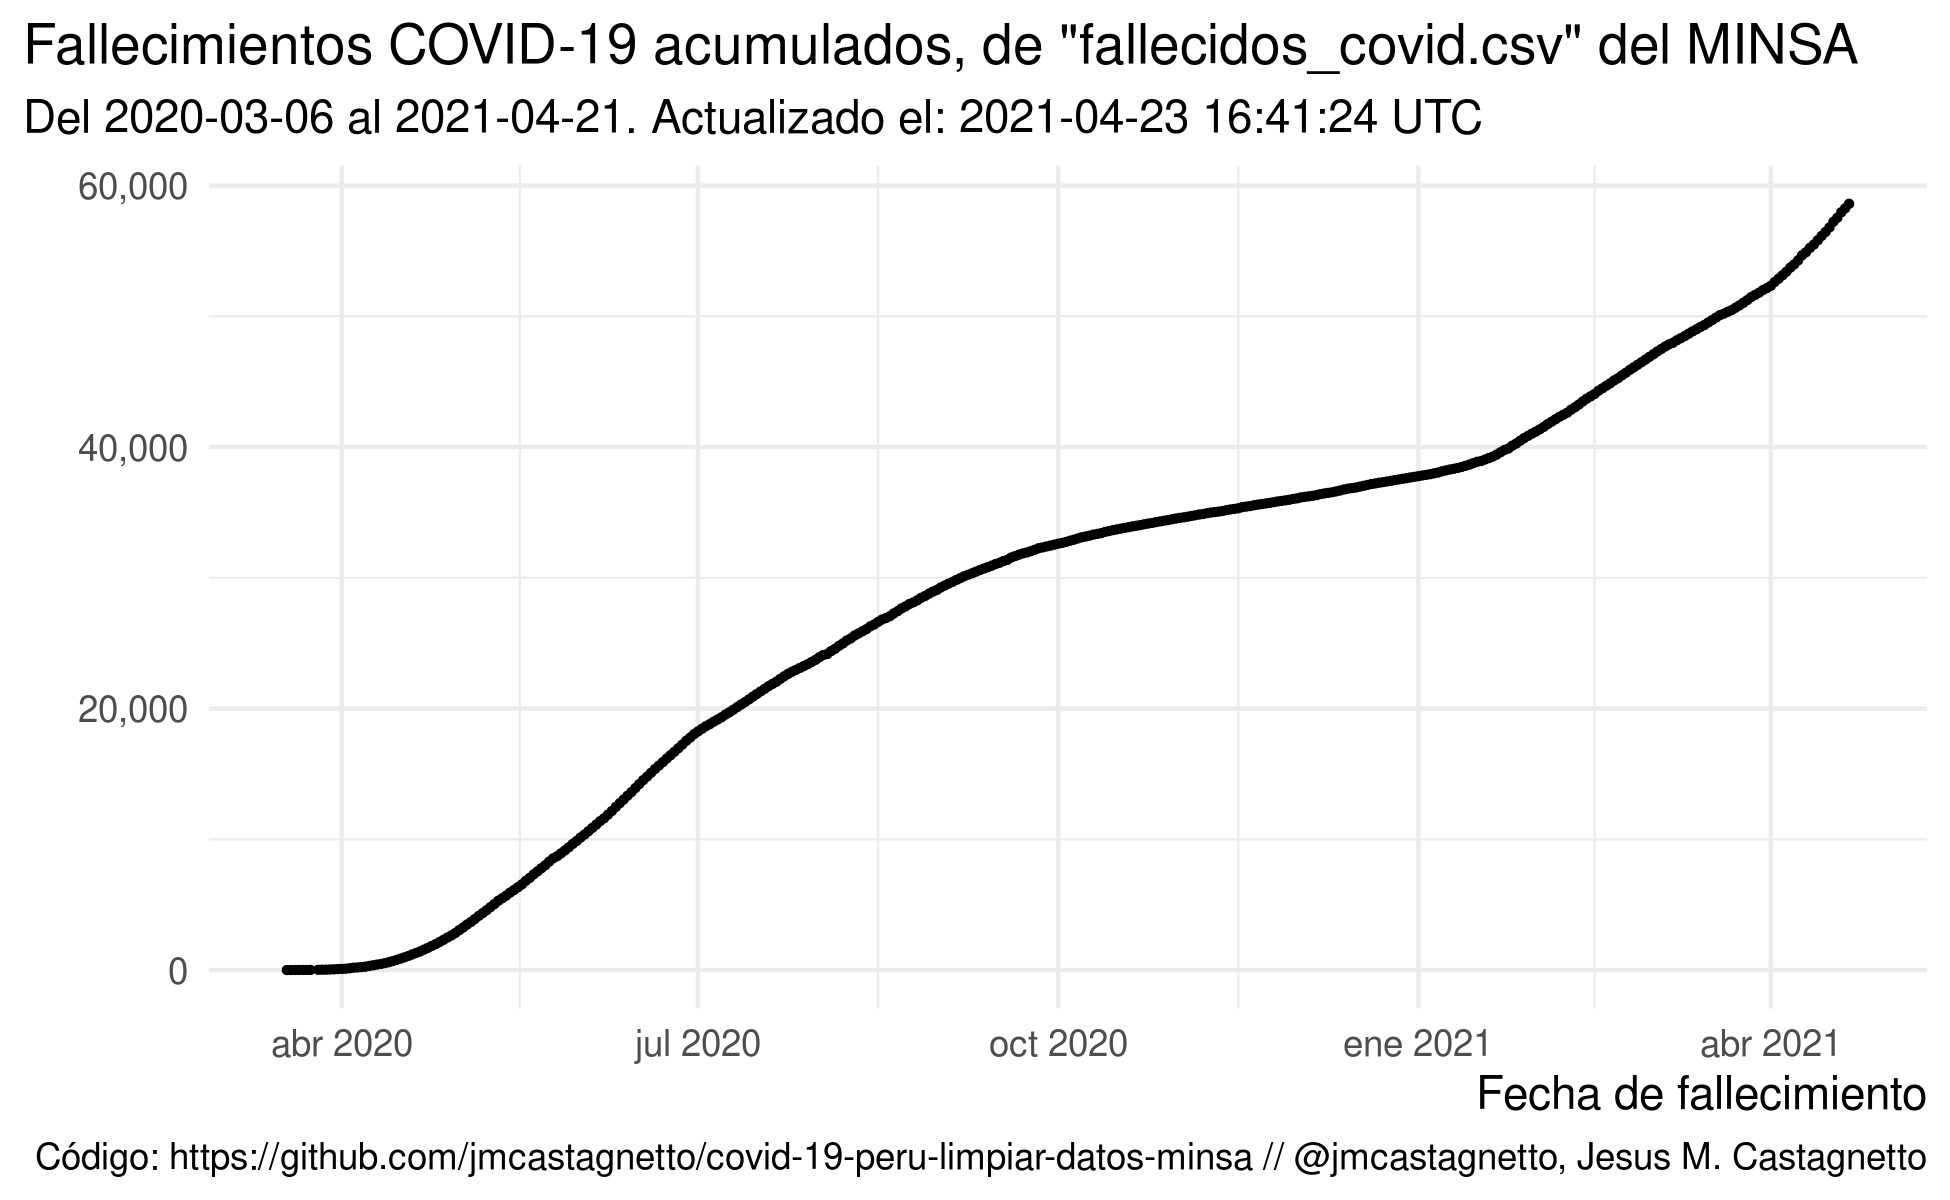 Fallecimientos COVID-19 acumulados, de "fallecidos_covid.csv" del MINSA
Del 2020-03-06 al 2021-04-21. Actualizado el: 2021-04-23 16:41:24 UTC
60,000
40,000
20,000
0
abr 2020 jul 2020 oct 2020 ene 2021 abr 2021
Fecha de fallecimiento
Código: https://github.com/jmcastagnetto/covid-19-peru-limpiar-datos-minsa // @jmcastagnetto, Jesus M. Castagnetto